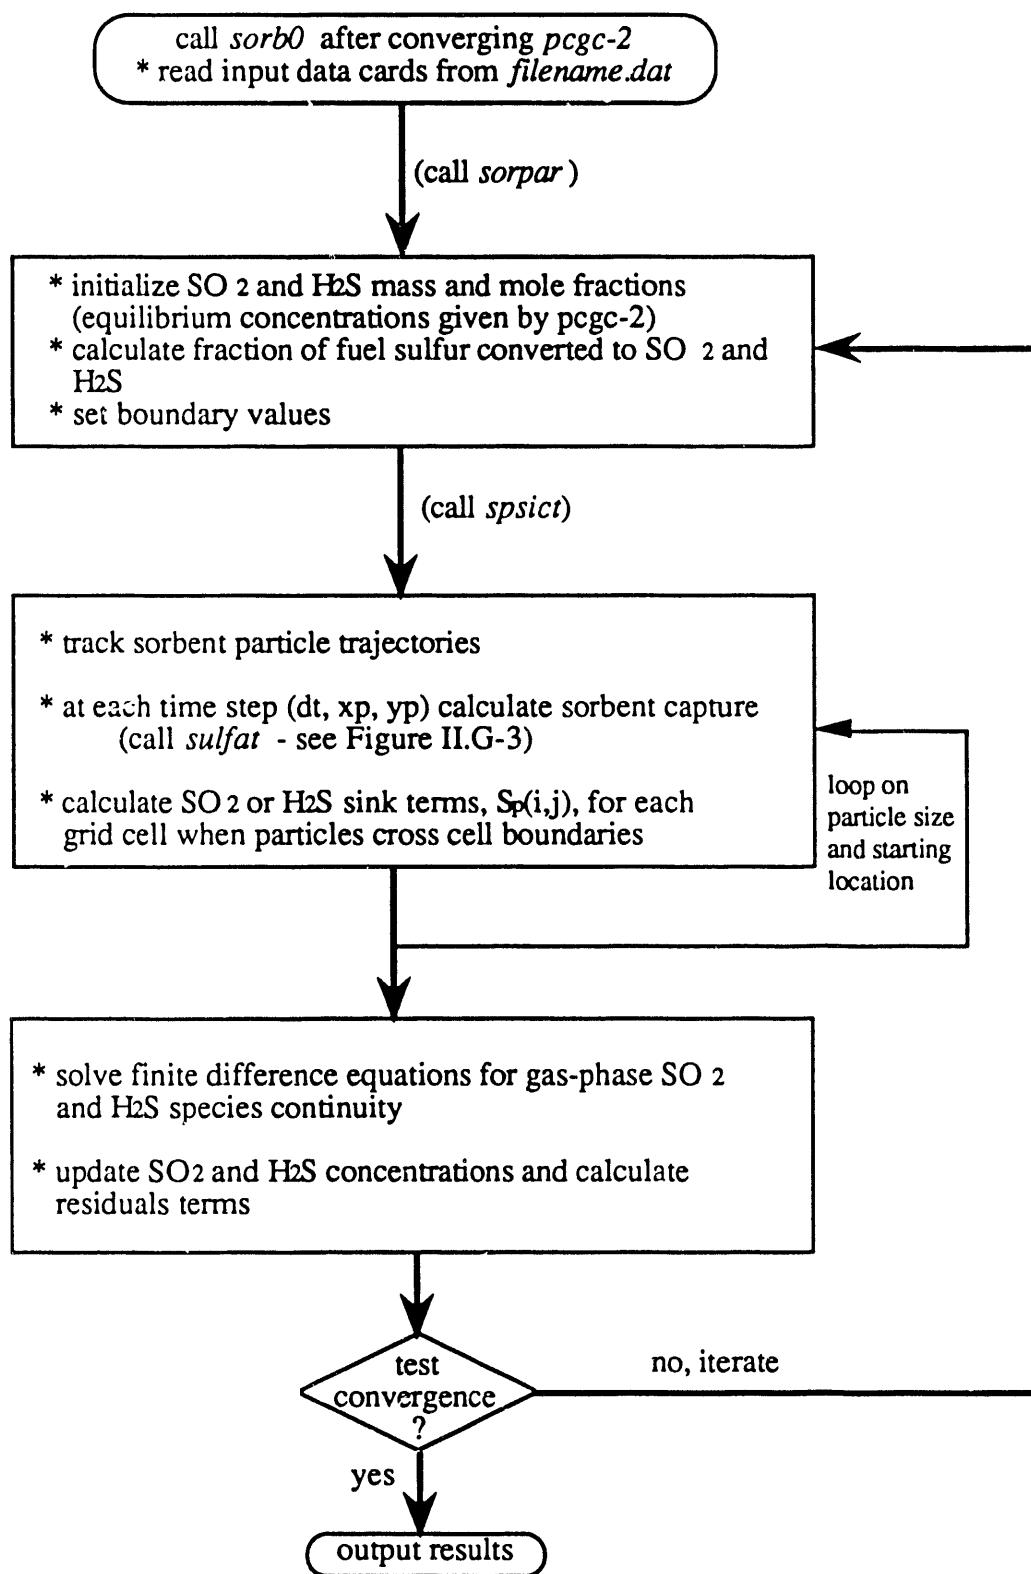 call sorb0 after converging pcgc-2
* read input data cards from filename.dat
(call sorpar)
* initialize SO 2 and H2S mass and mole fractions
(equilibrium concentrations given by pcgc-2)
* calculate fraction of fuel sulfur converted to SO 2 and
H2S
* set boundary values
(call spsict)
* track sorbent particle trajectories
* at each time step (dt, xp, yp) calculate sorbent capture
(call sulfat - see Figure II.G-3)
* calculate SO 2 or H2S sink terms, Sp(i,j), for each
grid cell when particles cross cell boundaries
loop on
particle size
and starting
location
* solve finite difference equations for gas-phase SO 2
and H2S species continuity
* update SO2 and H2S concentrations and calculate
residuals terms
test
convergence
?
no, iterate
yes
output results